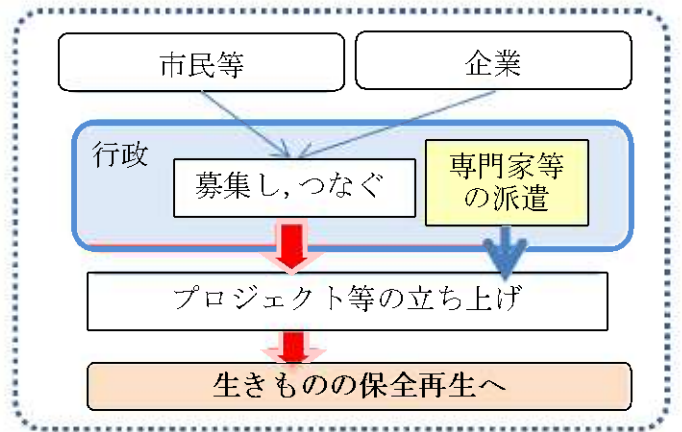 市民等
企業
行政
募集し,つなぐ
専門家等
の派遣
プロジェクト等の立ち上げ
生きものの保全再生へ